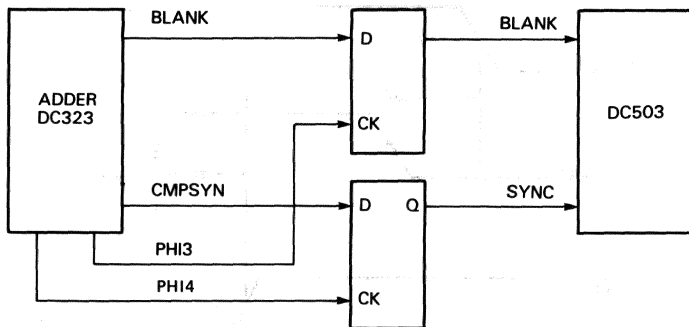 BLANK
BLANK
D
ADDER
DC323
DC503
CK
CMPSYN
SYNC
D Q
PHI3
PHI4
CK